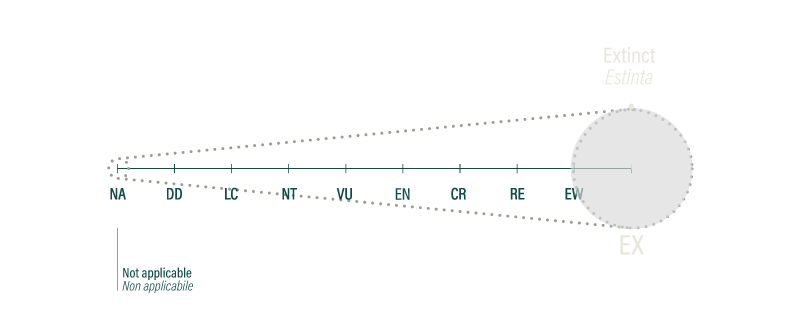 Extinct
Estinta
NA DD LC NT VU EN CR RE EW
EX
Not applicable
Non applicabile